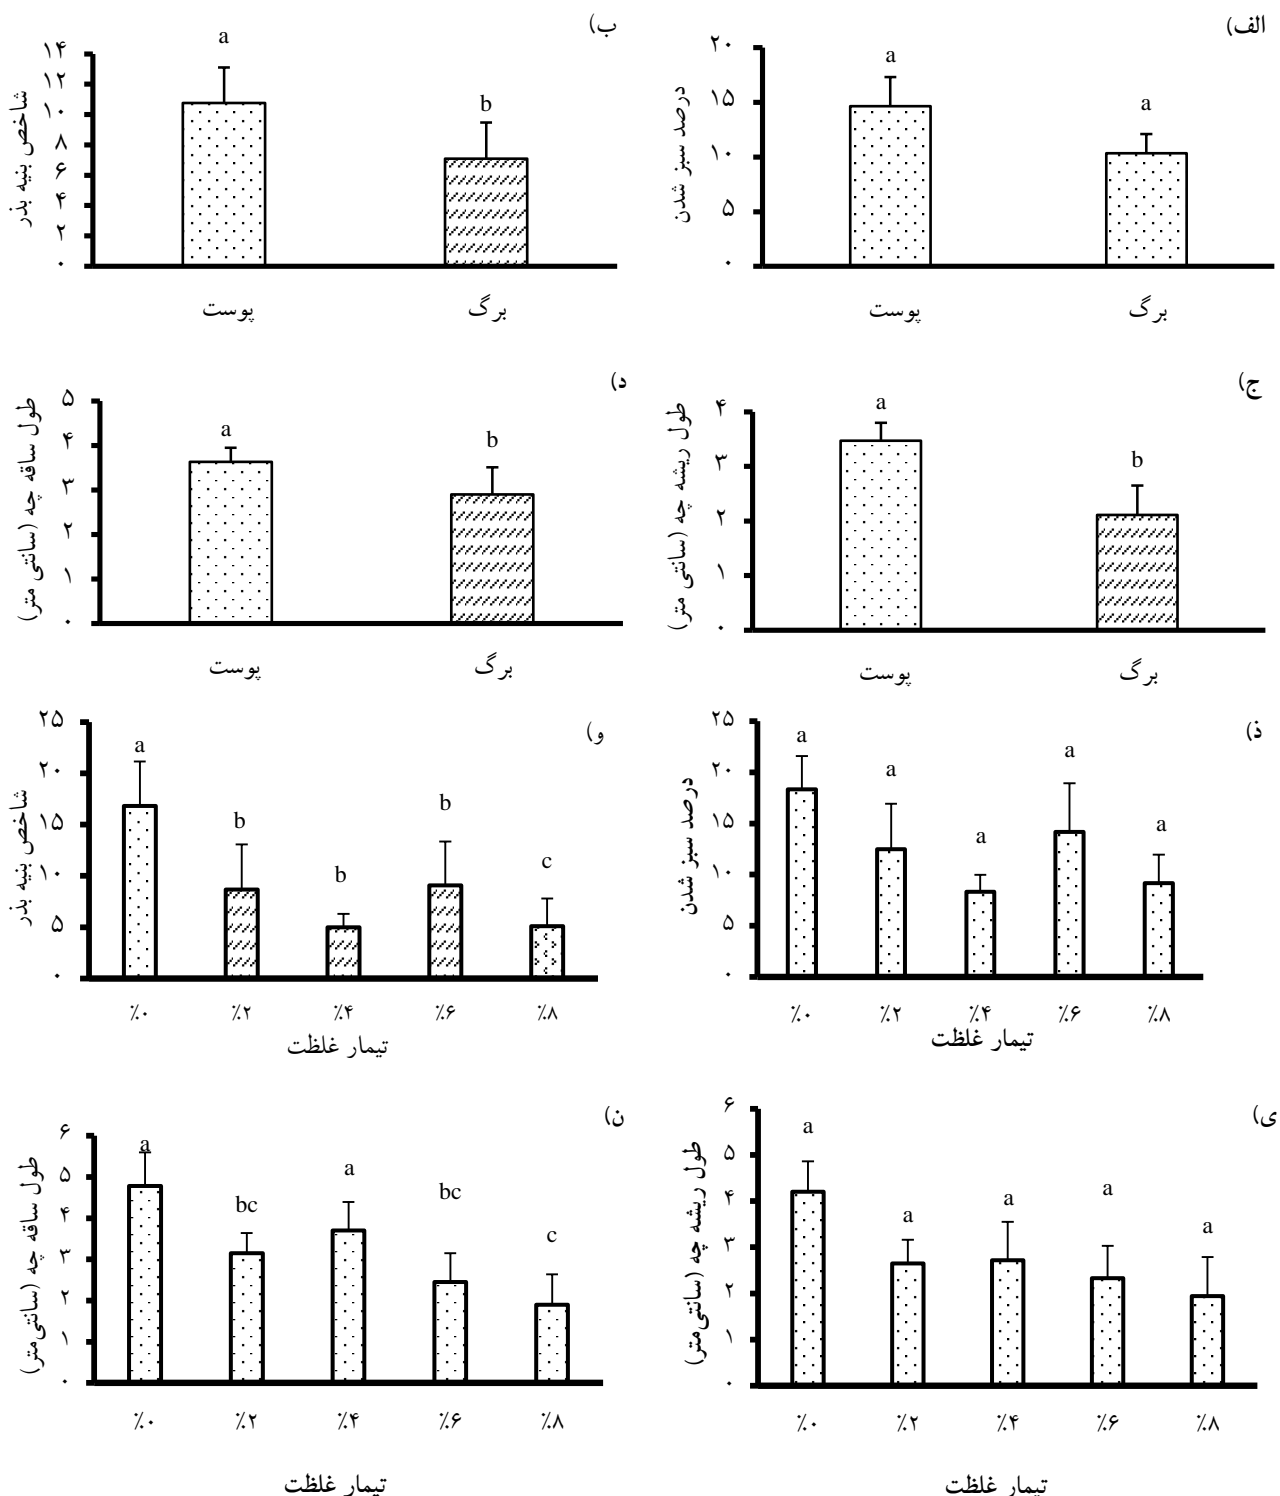 الف)
درصد سبز شدن
۲۰
۱۵
۱۰
۵
۰
a
a
پوست
برگ
ب)
شاخص بنیه بذر
۱۴
۱۲
۱۰
۸
۶
۴
۲
۰
a
b
پوست
برگ
ج)
طول ریشه چه (سانتی متر)
۴
۳
۲
۱
۰
a
b
پوست
برگ
د)
طول ساقه چه (سانتی متر)
۵
۴
۳
۲
۱
۰
a
b
پوست
برگ
ذ)
درصد سبز شدن
۲۵
۲۰
۱۵
۱۰
۵
۰
a
a
a
a
a
٪۰ ٪۲ ٪۴ ٪۶ ٪۸
تیمار غلظت
و)
شاخص بنیه بذر
۲۵
۲۰
۱۵
۱۰
۵
۰
a
b
b
b
c
٪۰ ٪۲ ٪۴ ٪۶ ٪۸
تیمار غلظت
ی)
طول ریشه چه (سانتی‌متر)
۶
۵
۴
۳
۲
۱
۰
a
a
a
a
a
٪۰ ٪۲ ٪۴ ٪۶ ٪۸
تیمار غلظت
ن)
طول ساقه چه (سانتی‌متر)
۶
۵
۴
۳
۲
۱
۰
a
bc
a
bc
c
٪۰ ٪۲ ٪۴ ٪۶ ٪۸
تیمار غلظت